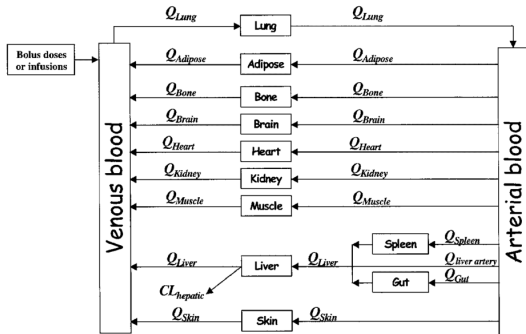 Q_Lung Lung Q_Lung
Bolus doses
or infusions
Venous blood
Arterial blood
Q_Adipose Adipose Q_Adipose
Q_Bone Bone Q_Bone
Q_Brain Brain Q_Brain
Q_Heart Heart Q_Heart
Q_Kidney Kidney Q_Kidney
Q_Muscle Muscle Q_Muscle
Spleen Q_Spleen
Q_Liver Liver Q_Liver Q_liver artery
Gut Q_Gut
CL_hepatic
Q_Skin Skin Q_Skin